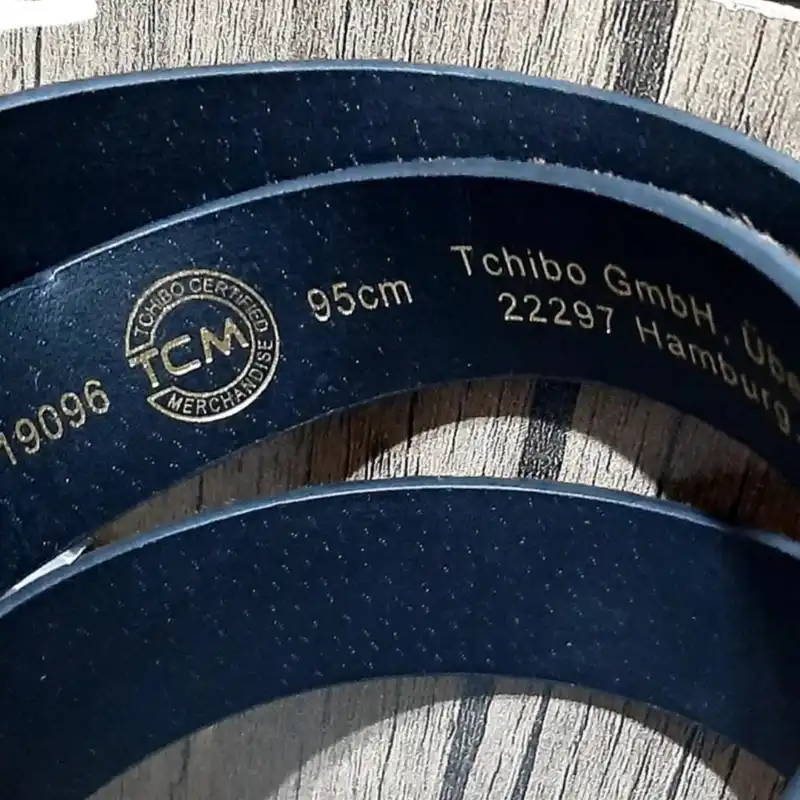 19096
TCHIBO CERTIFIED
TCM
MERCHANDISE
95cm
Tchibo GmbH,
22297 Hamburg,